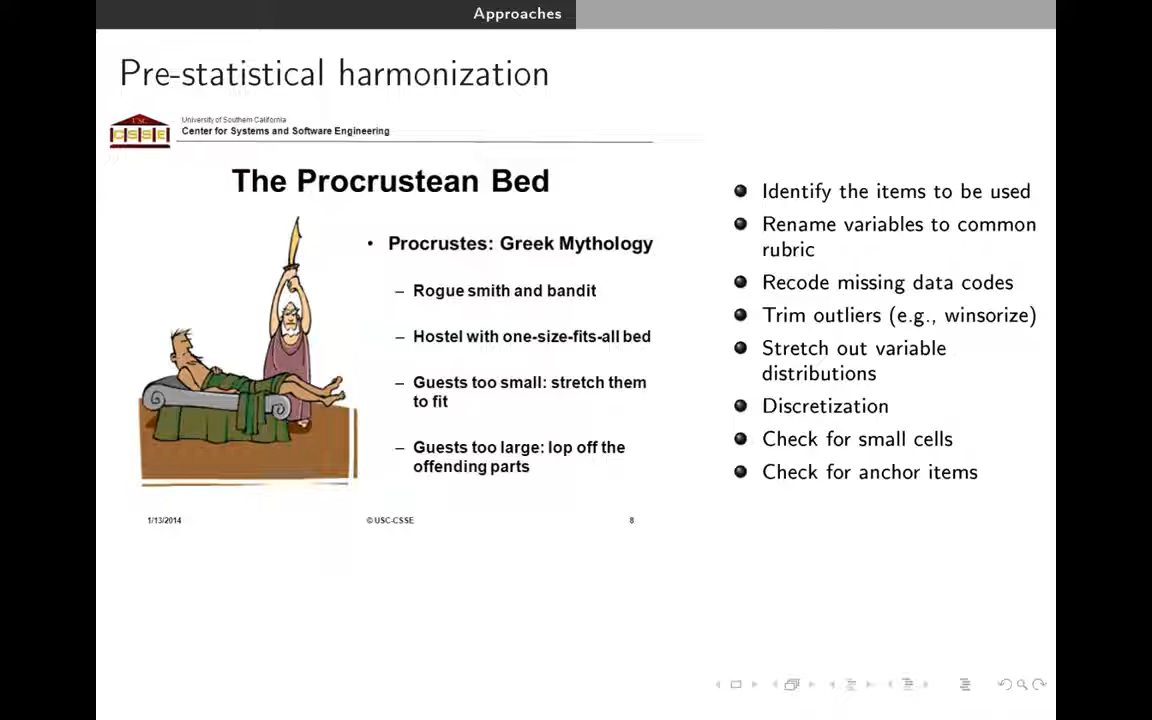 Approaches
Pre-statistical harmonization
USC
CSSE
University of Southern California
Center for Systems and Software Engineering
The Procrustean Bed
• Procrustes: Greek Mythology
– Rogue smith and bandit
– Hostel with one-size-fits-all bed
– Guests too small: stretch them
to fit
– Guests too large: lop off the
offending parts
1/13/2014
© USC-CSSE
8
Identify the items to be used
Rename variables to common
rubric
Recode missing data codes
Trim outliers (e.g., winsorize)
Stretch out variable
distributions
Discretization
Check for small cells
Check for anchor items